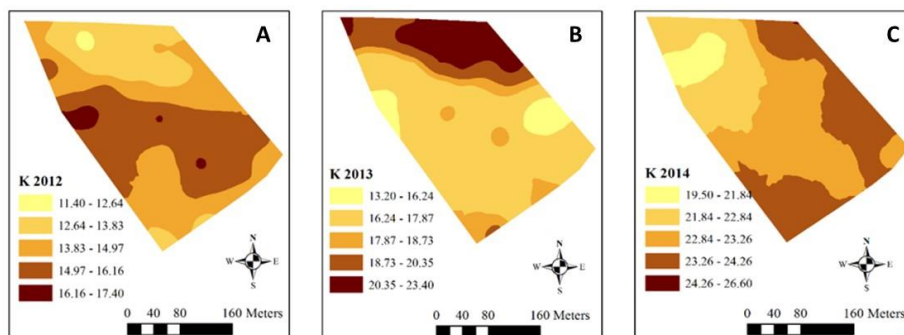 A
K 2012
11.40 - 12.64
12.64 - 13.83
13.83 - 14.97
14.97 - 16.16
16.16 - 17.40
N
W E
S
0 40 80 160 Meters
B
K 2013
13.20 - 16.24
16.24 - 17.87
17.87 - 18.73
18.73 - 20.35
20.35 - 23.40
N
W E
S
0 40 80 160 Meters
C
K 2014
19.50 - 21.84
21.84 - 22.84
22.84 - 23.26
23.26 - 24.26
24.26 - 26.60
N
W E
S
0 40 80 160 Meters